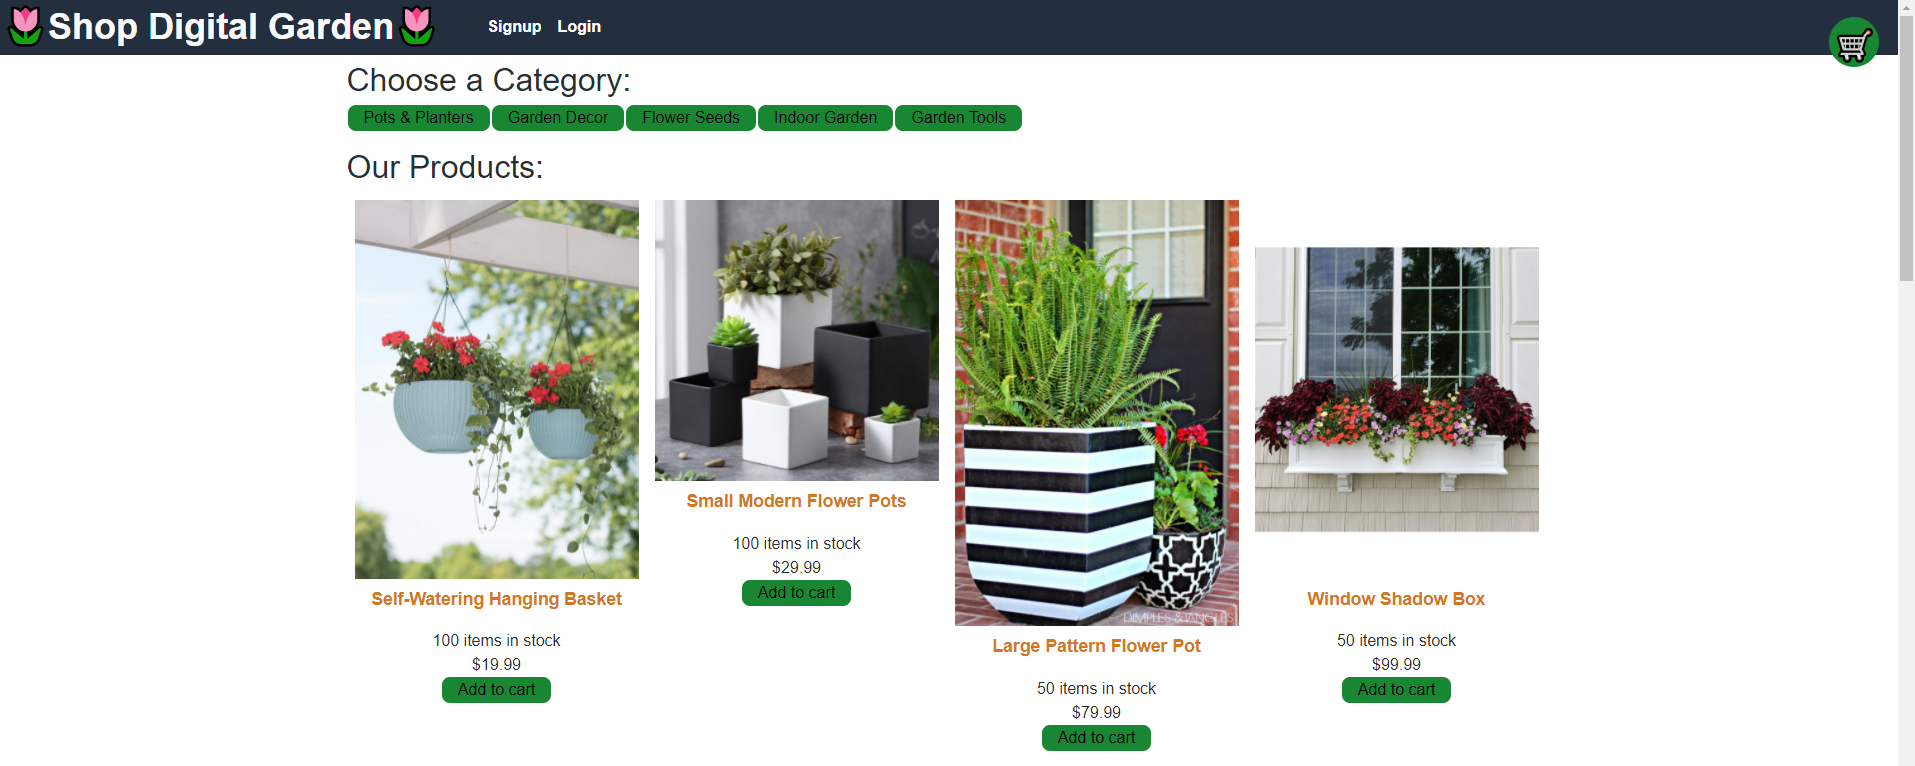 Shop Digital Garden
Signup Login
Choose a Category:
Pots & Planters Garden Decor Flower Seeds Indoor Garden Garden Tools
Our Products:
Self-Watering Hanging Basket
100 items in stock
$19.99
Add to cart
Small Modern Flower Pots
100 items in stock
$29.99
Add to cart
DIMPLES & TANGLES
Large Pattern Flower Pot
50 items in stock
$79.99
Add to cart
Window Shadow Box
50 items in stock
$99.99
Add to cart